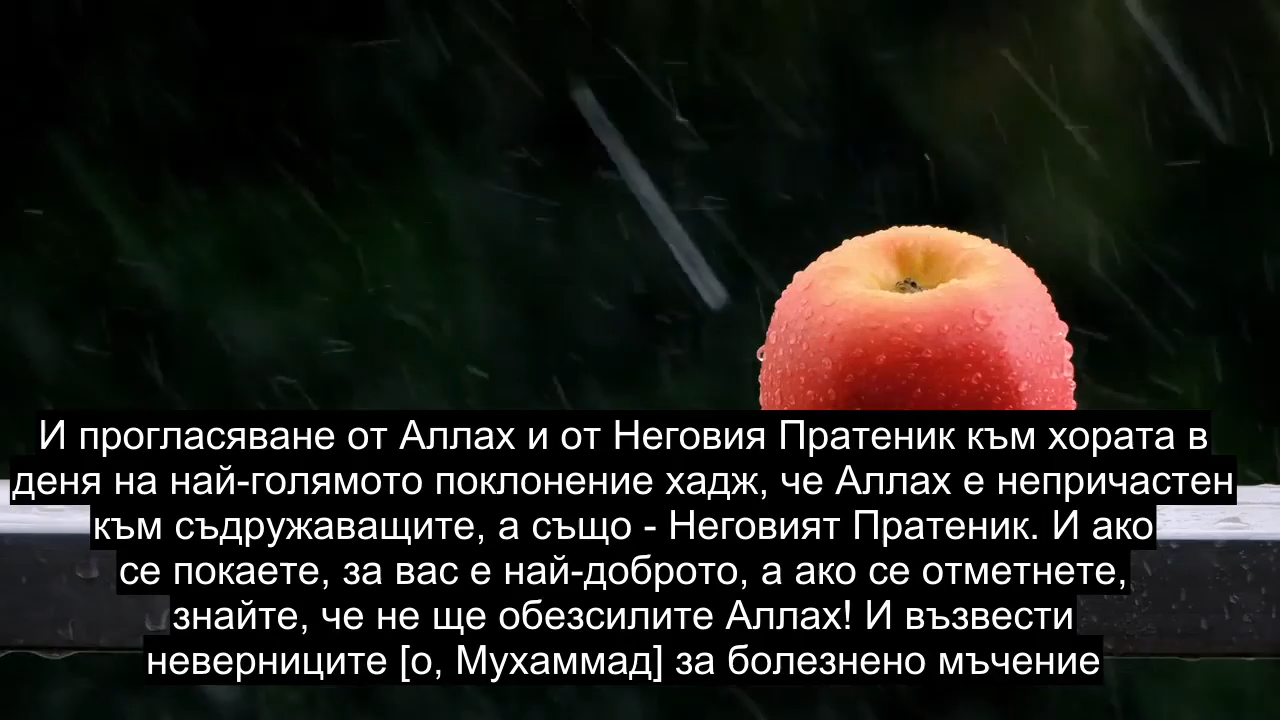 И прогласяване от Аллах и от Неговия Пратеник към хората в
деня на най-голямото поклонение хадж, че Аллах е непричастен
към съдружаващите, а също - Неговият Пратеник. И ако
се покаете, за вас е най-доброто, а ако се отметнете,
знайте, че не ще обезсилите Аллах! И възвести
неверниците [о, Мухаммад] за болезнено мъчение